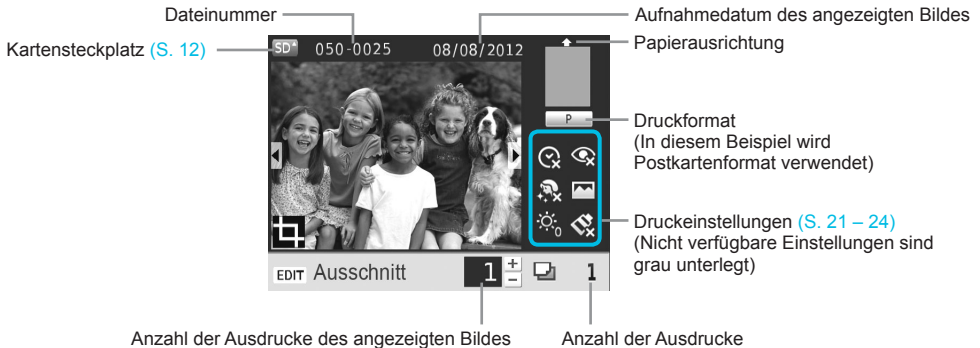 Dateinummer
Aufnahmedatum des angezeigten Bildes
Kartensteckplatz (S. 12)
SD* 050-0025 08/08/2012
Papierausrichtung
P
Druckformat
(In diesem Beispiel wird
Postkartenformat verwendet)
0
Druckeinstellungen (S. 21 – 24)
(Nicht verfügbare Einstellungen sind
grau unterlegt)
EDIT Ausschnitt 1 + − 1
Anzahl der Ausdrucke des angezeigten Bildes
Anzahl der Ausdrucke